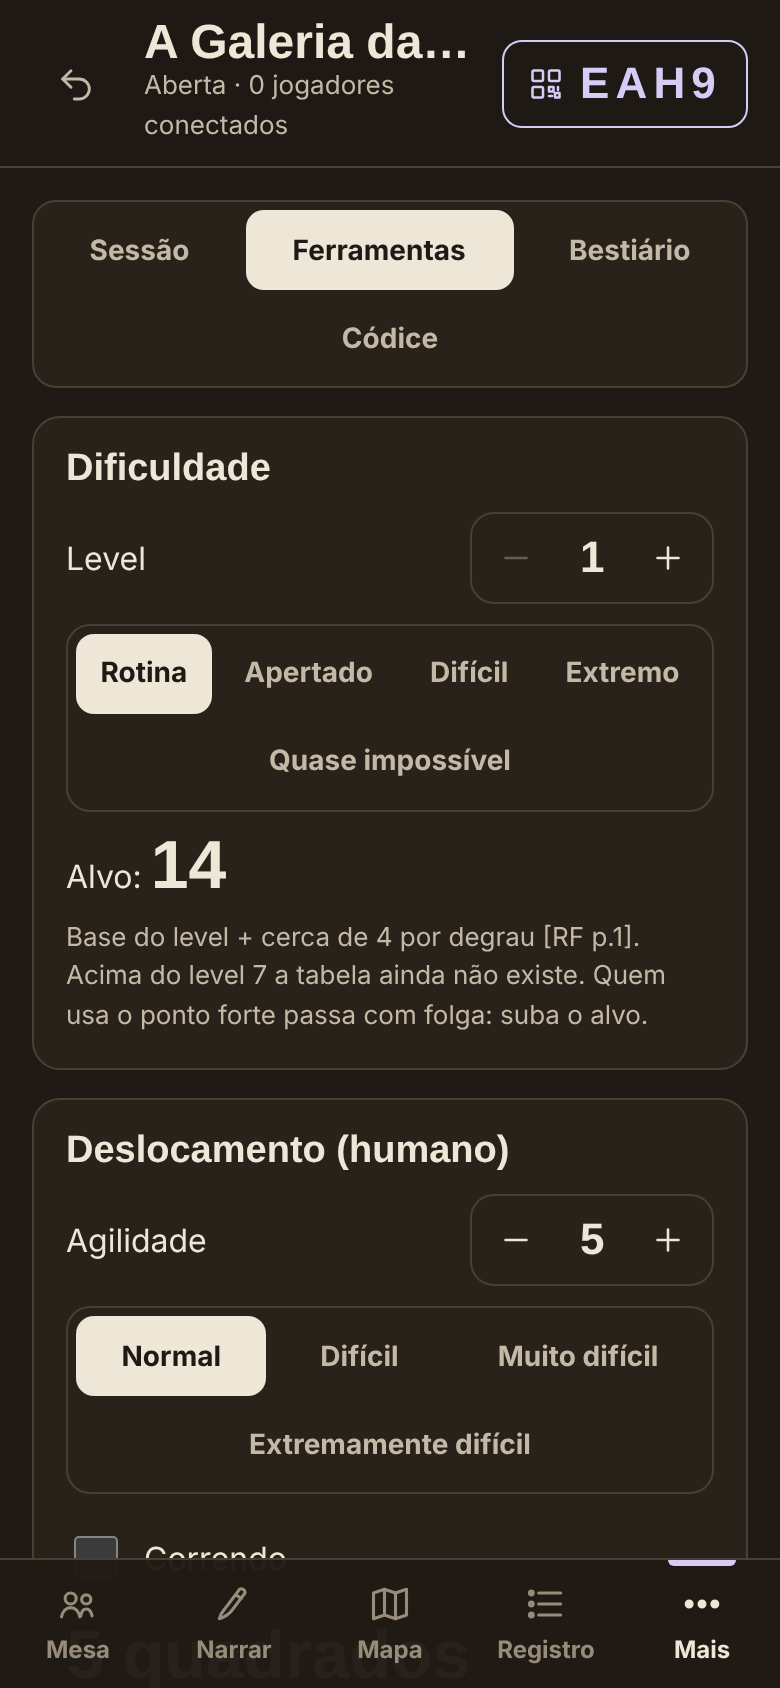 A Galeria da...
Aberta · 0 jogadores
conectados
EAH9
Sessão
Ferramentas
Bestiário
Códice
Dificuldade
Level
1
Rotina
Apertado
Difícil
Extremo
Quase impossível
Alvo: 14
Base do level + cerca de 4 por degrau [RF p.1].
Acima do level 7 a tabela ainda não existe. Quem
usa o ponto forte passa com folga: suba o alvo.
Deslocamento (humano)
Agilidade
5
Normal
Difícil
Muito difícil
Extremamente difícil
Correndo
5 quadrados
Mesa
Narrar
Mapa
Registro
Mais